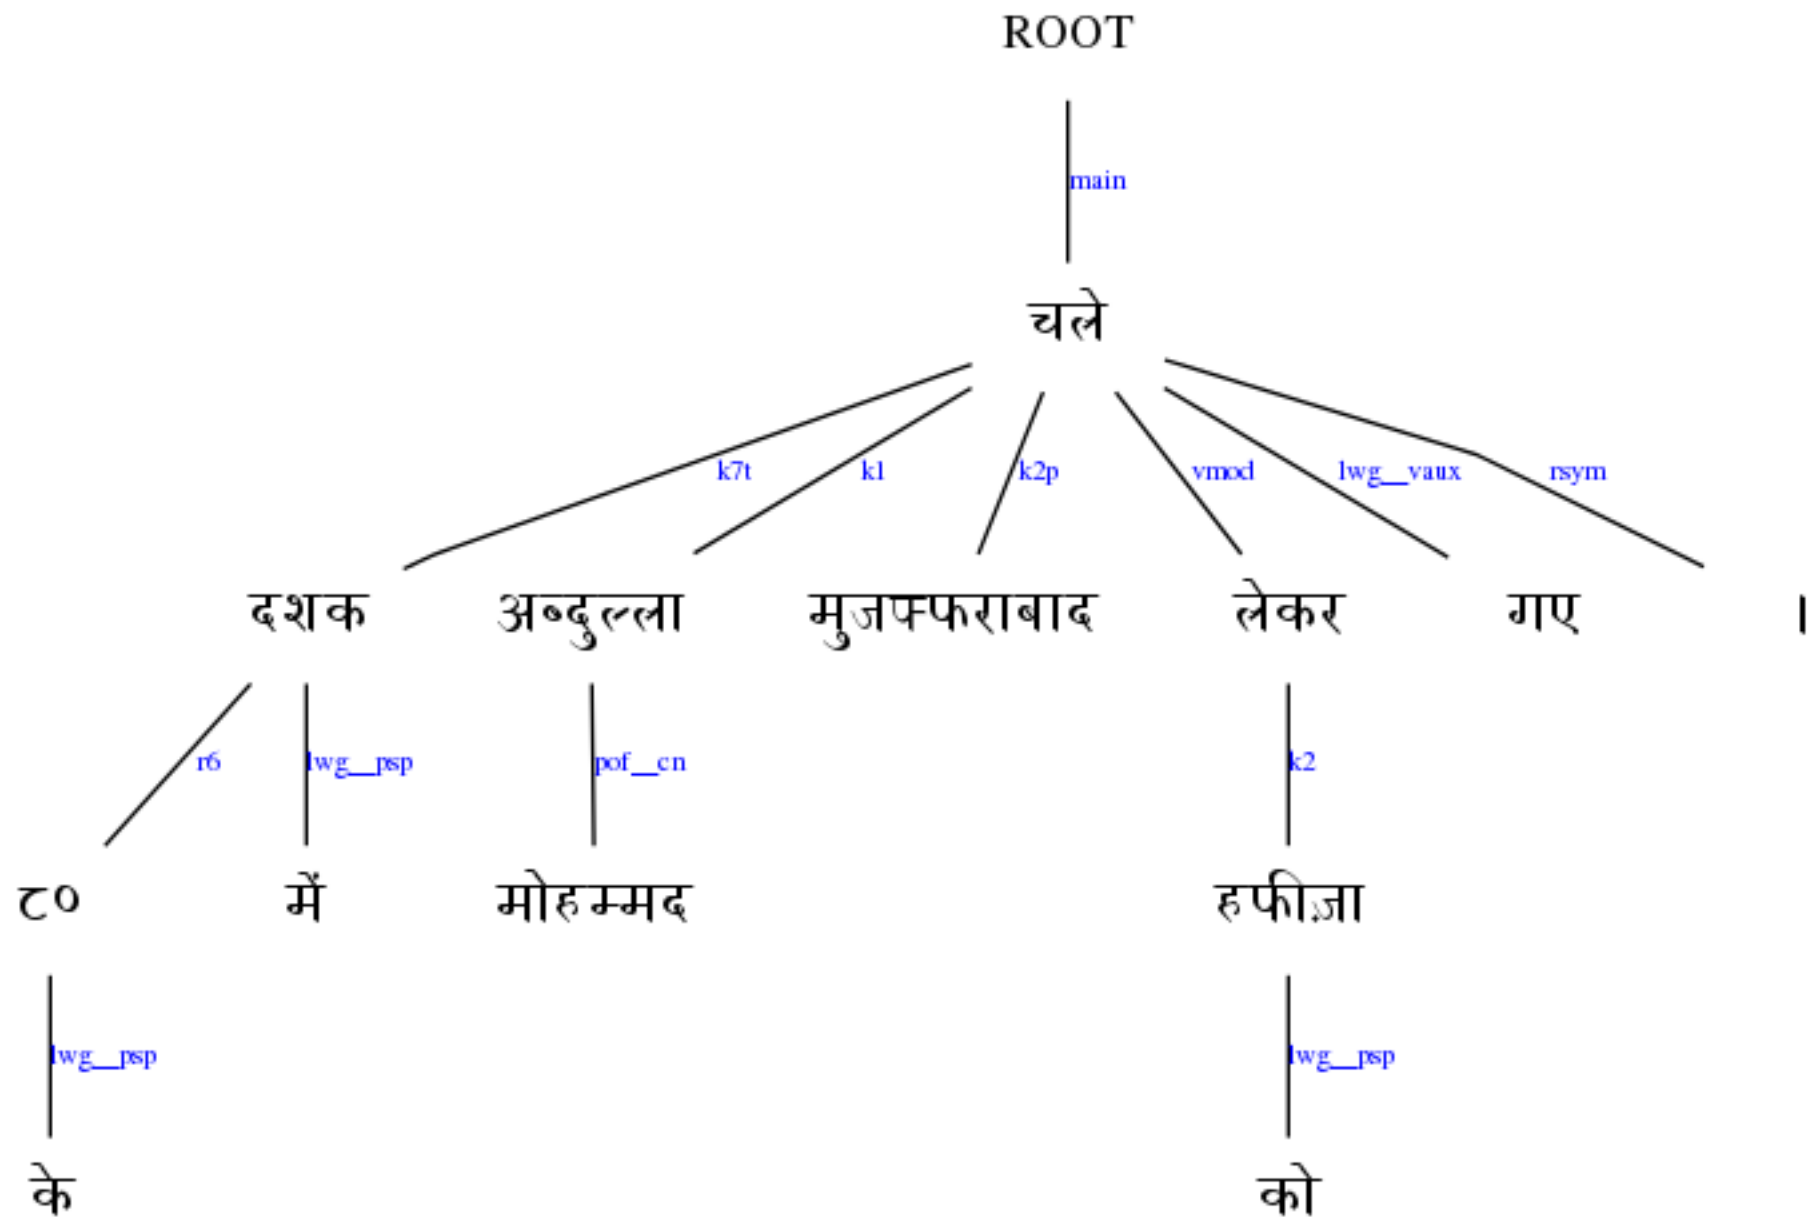 ROOT
main
चले
k7t k1 k2p vmod lwg__vaux rsym
दशक अब्दुल्ला मुजफ्फराबाद लेकर गए ।
r6 lwg__psp pof__cn k2
८० में मोहम्मद हफीज़ा
lwg__psp lwg__psp
के को